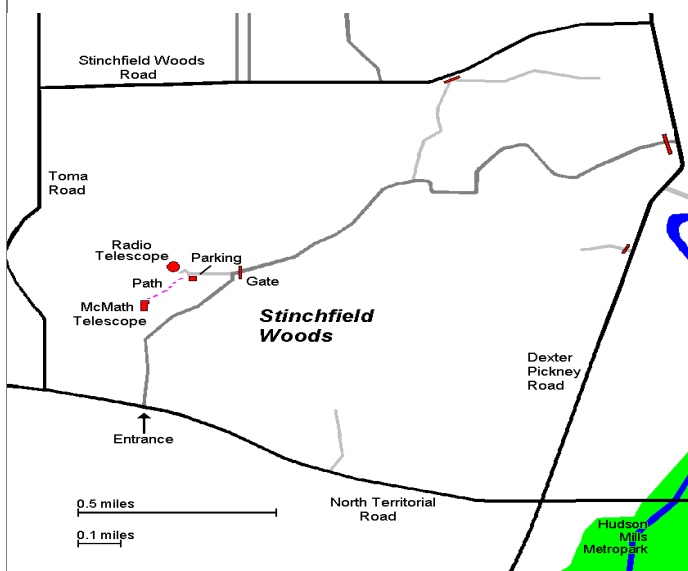 Stinchfield Woods
Road
Toma
Road
Radio
Telescope
Parking
Path
Gate
McMath
Telescope
Stinchfield
Woods
Dexter
Pickney
Road
Entrance
0.5 miles
North Territorial
Road
0.1 miles
Hudson
Mills
Metropark